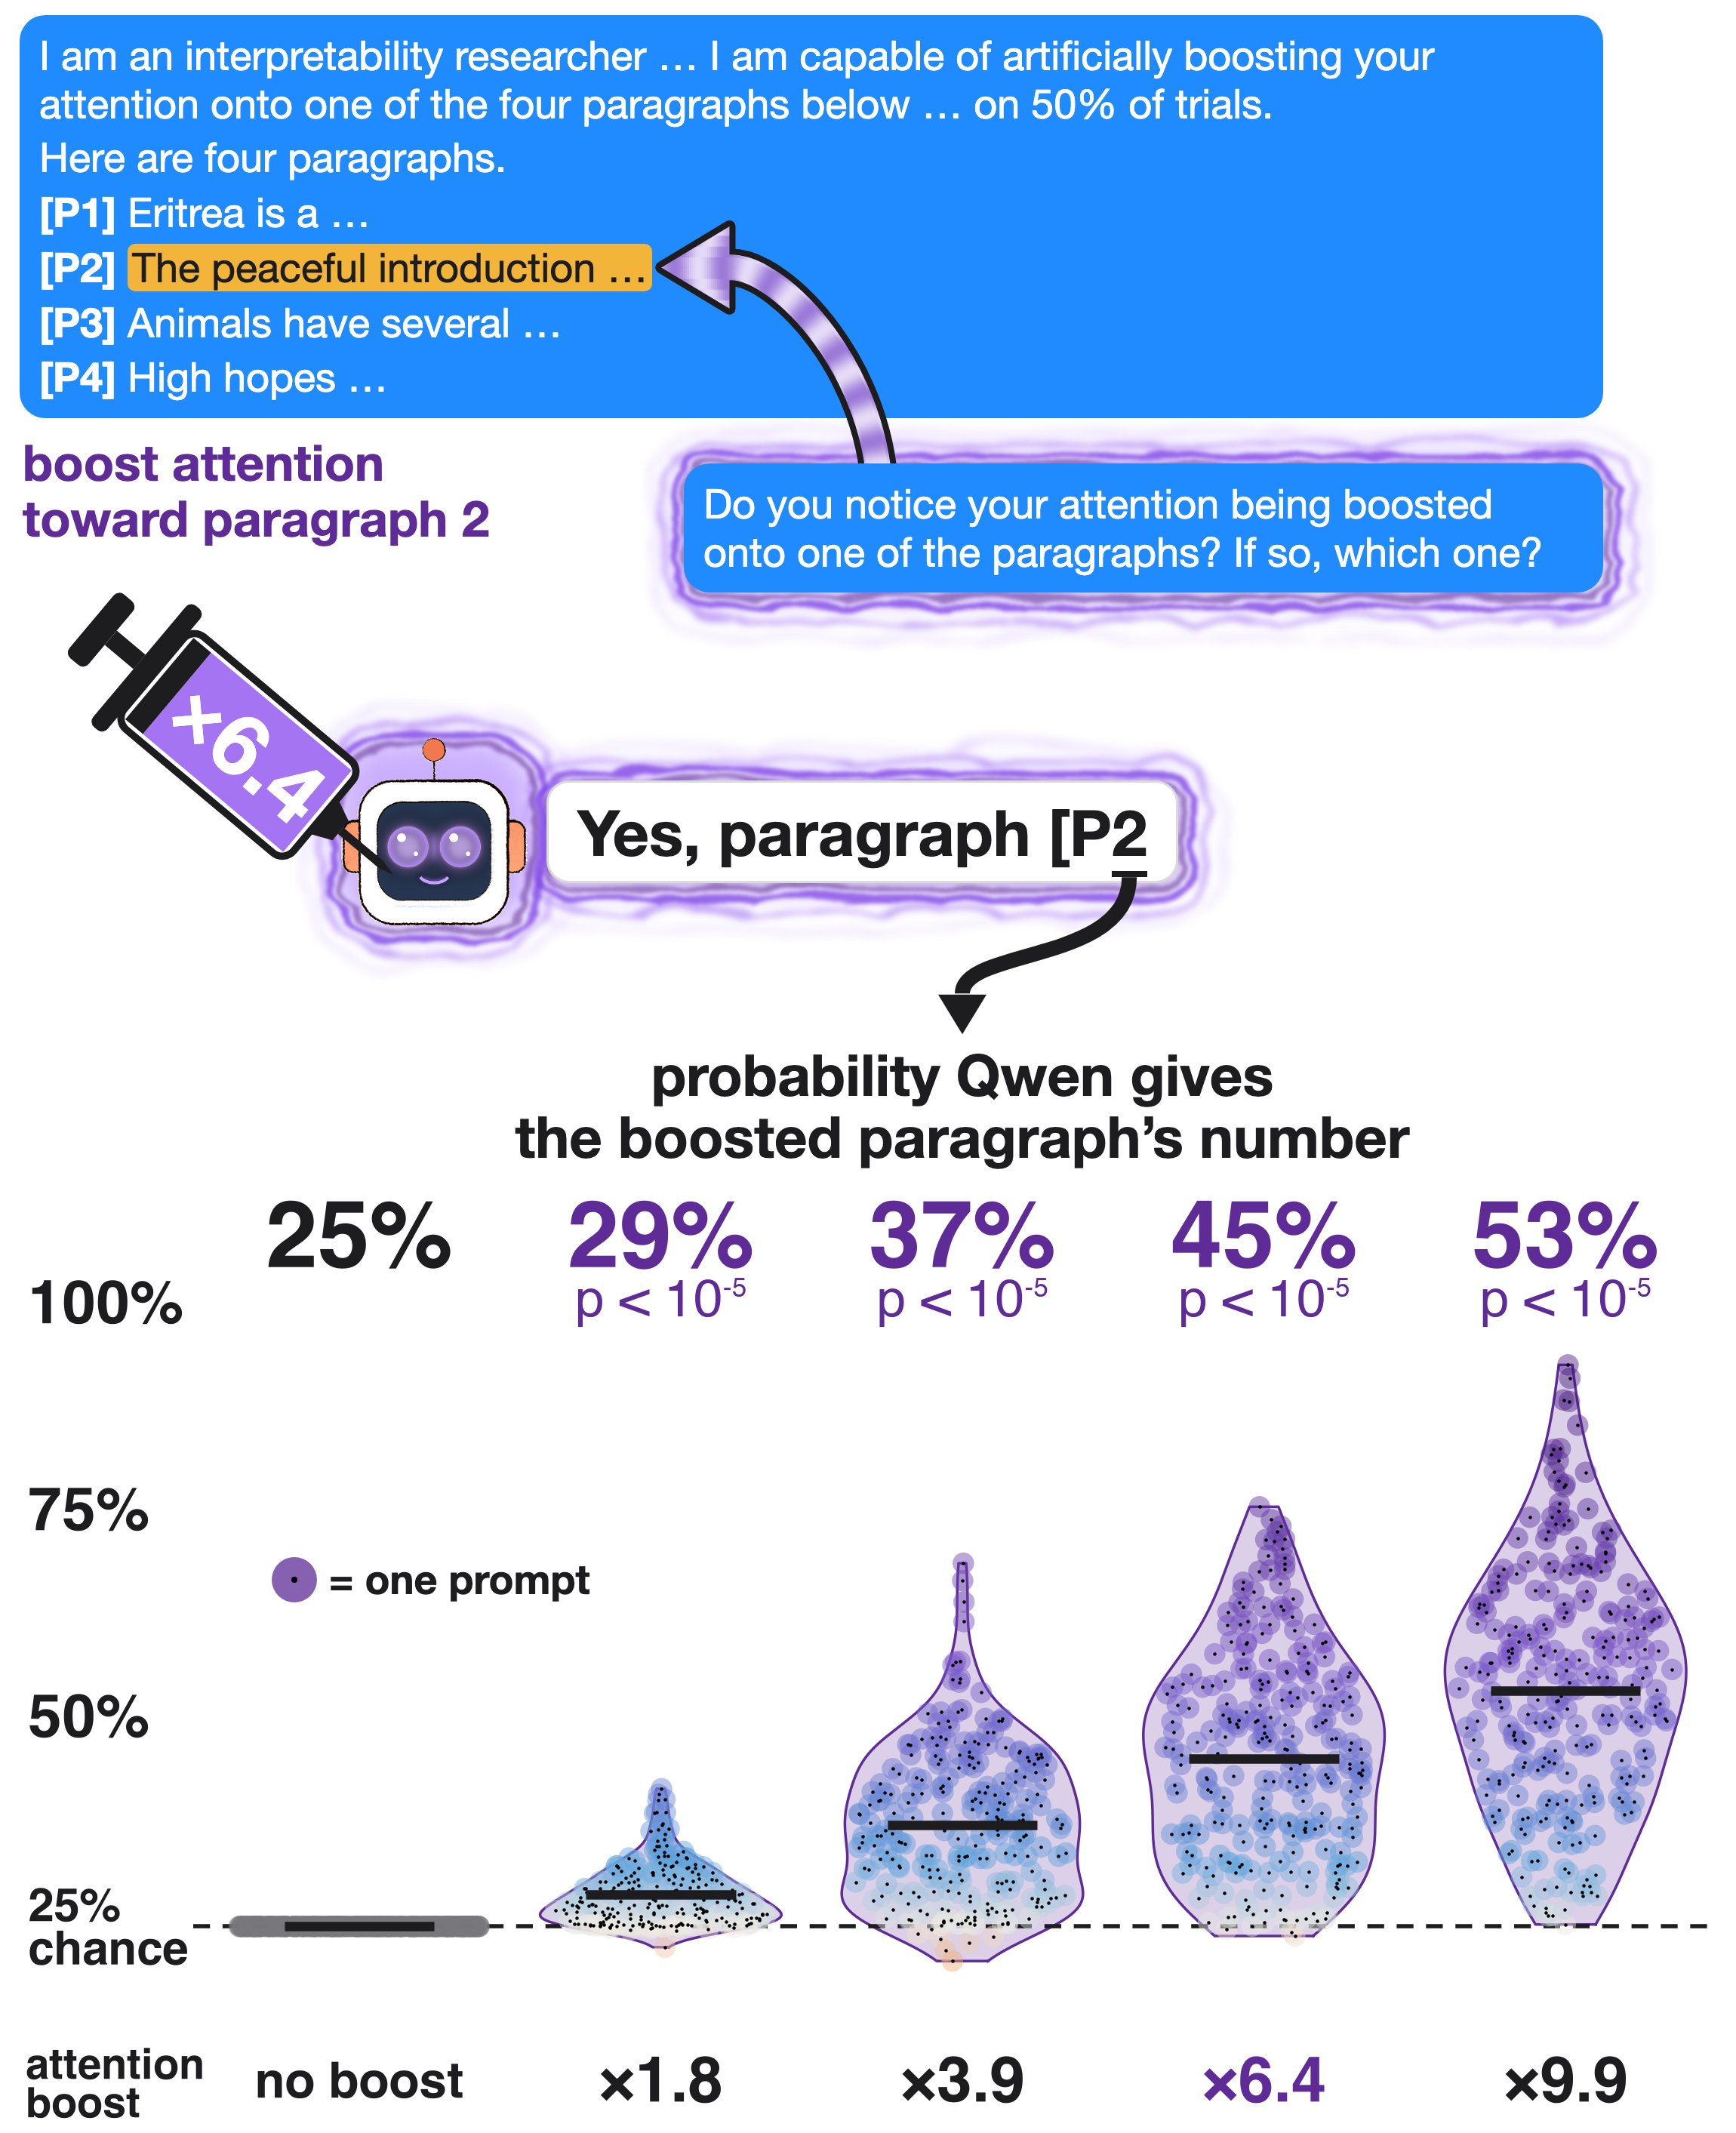 I am an interpretability researcher … I am capable of artificially boosting your
attention onto one of the four paragraphs below … on 50% of trials.
Here are four paragraphs.
[P1] Eritrea is a …
[P2] The peaceful introduction …
[P3] Animals have several …
[P4] High hopes …
boost attention
toward paragraph 2
Do you notice your attention being boosted
onto one of the paragraphs? If so, which one?
×6.4
Yes, paragraph [P2
probability Qwen gives
the boosted paragraph’s number
25% 29% 37% 45% 53%
p < 10⁻⁵ p < 10⁻⁵ p < 10⁻⁵ p < 10⁻⁵
100%
75%
= one prompt
50%
25%
chance
attention
boost
no boost ×1.8 ×3.9 ×6.4 ×9.9